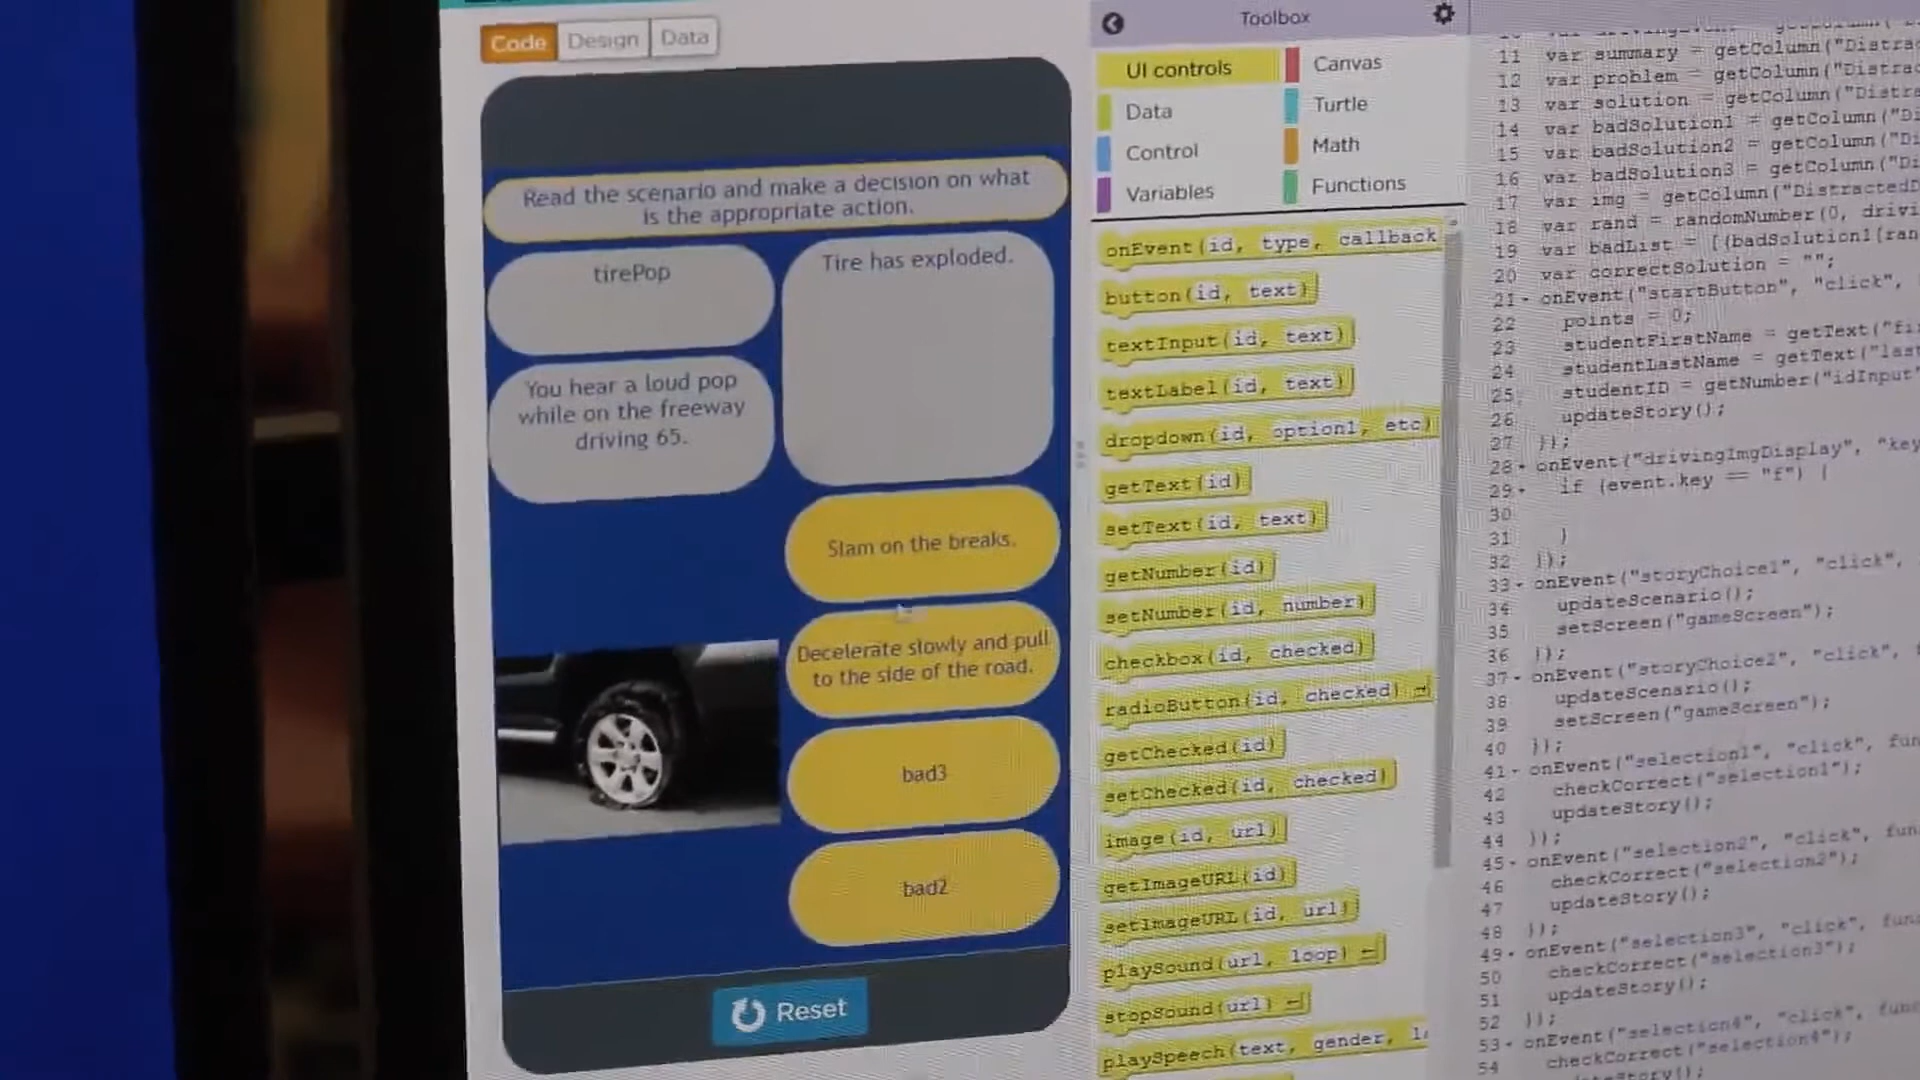 Code
Design
Data
Read the scenario and make a decision on what
is the appropriate action.
tirePop
Tire has exploded.
You hear a loud pop
while on the freeway
driving 65.
Slam on the breaks.
Decelerate slowly and pull
to the side of the road.
bad3
bad2
Reset
Toolbox
UI controls
Canvas
Data
Turtle
Control
Math
Variables
Functions
onEvent(id, type, callback
button(id, text)
textInput(id, text)
textLabel(id, text)
dropdown(id, option1, etc)
getText(id)
setText(id, text)
getNumber(id)
setNumber(id, number)
checkbox(id, checked)
radioButton(id, checked)
getChecked(id)
setChecked(id, checked)
image(id, url)
getImageURL(id)
setImageURL(id, url)
playSound(url, loop)
stopSound(url)
playSpeech(text, gender,
11 var summary = getColumn("Distrac
12 var problem = getColumn("Distrac
13 var solution = getColumn("Distra
14 var badSolution1 = getColumn("Di
15 var badSolution2 = getColumn("Di
16 var badSolution3 = getColumn("Di
17 var img = getColumn("DistractedD
18 var rand = randomNumber(0, drivi
19 var badList = [(badSolution1[ran
20 var correctSolution = "";
21 onEvent("startButton", "click",
22 points = 0;
23 studentFirstName = getText("fi
24 studentLastName = getText("last
25 studentID = getNumber("idInput"
26 updateStory();
27 });
28 onEvent("drivingImgDisplay", "key
29 if (event.key == "f") {
30
31 }
32 });
33 onEvent("storyChoice1", "click",
34 updateScenario();
35 setScreen("gameScreen");
36 });
37 onEvent("storyChoice2", "click",
38 updateScenario();
39 setScreen("gameScreen");
40 });
41 onEvent("selection1", "click", fun
42 checkCorrect("selection1");
43 updateStory();
44 });
45 onEvent("selection2", "click", fun
46 checkCorrect("selection2");
47 updateStory();
48 });
49 onEvent("selection3", "click", func
50 checkCorrect("selection3");
51 updateStory();
52 });
53 onEvent("selection4", "click", func
54 checkCorrect("selection4");